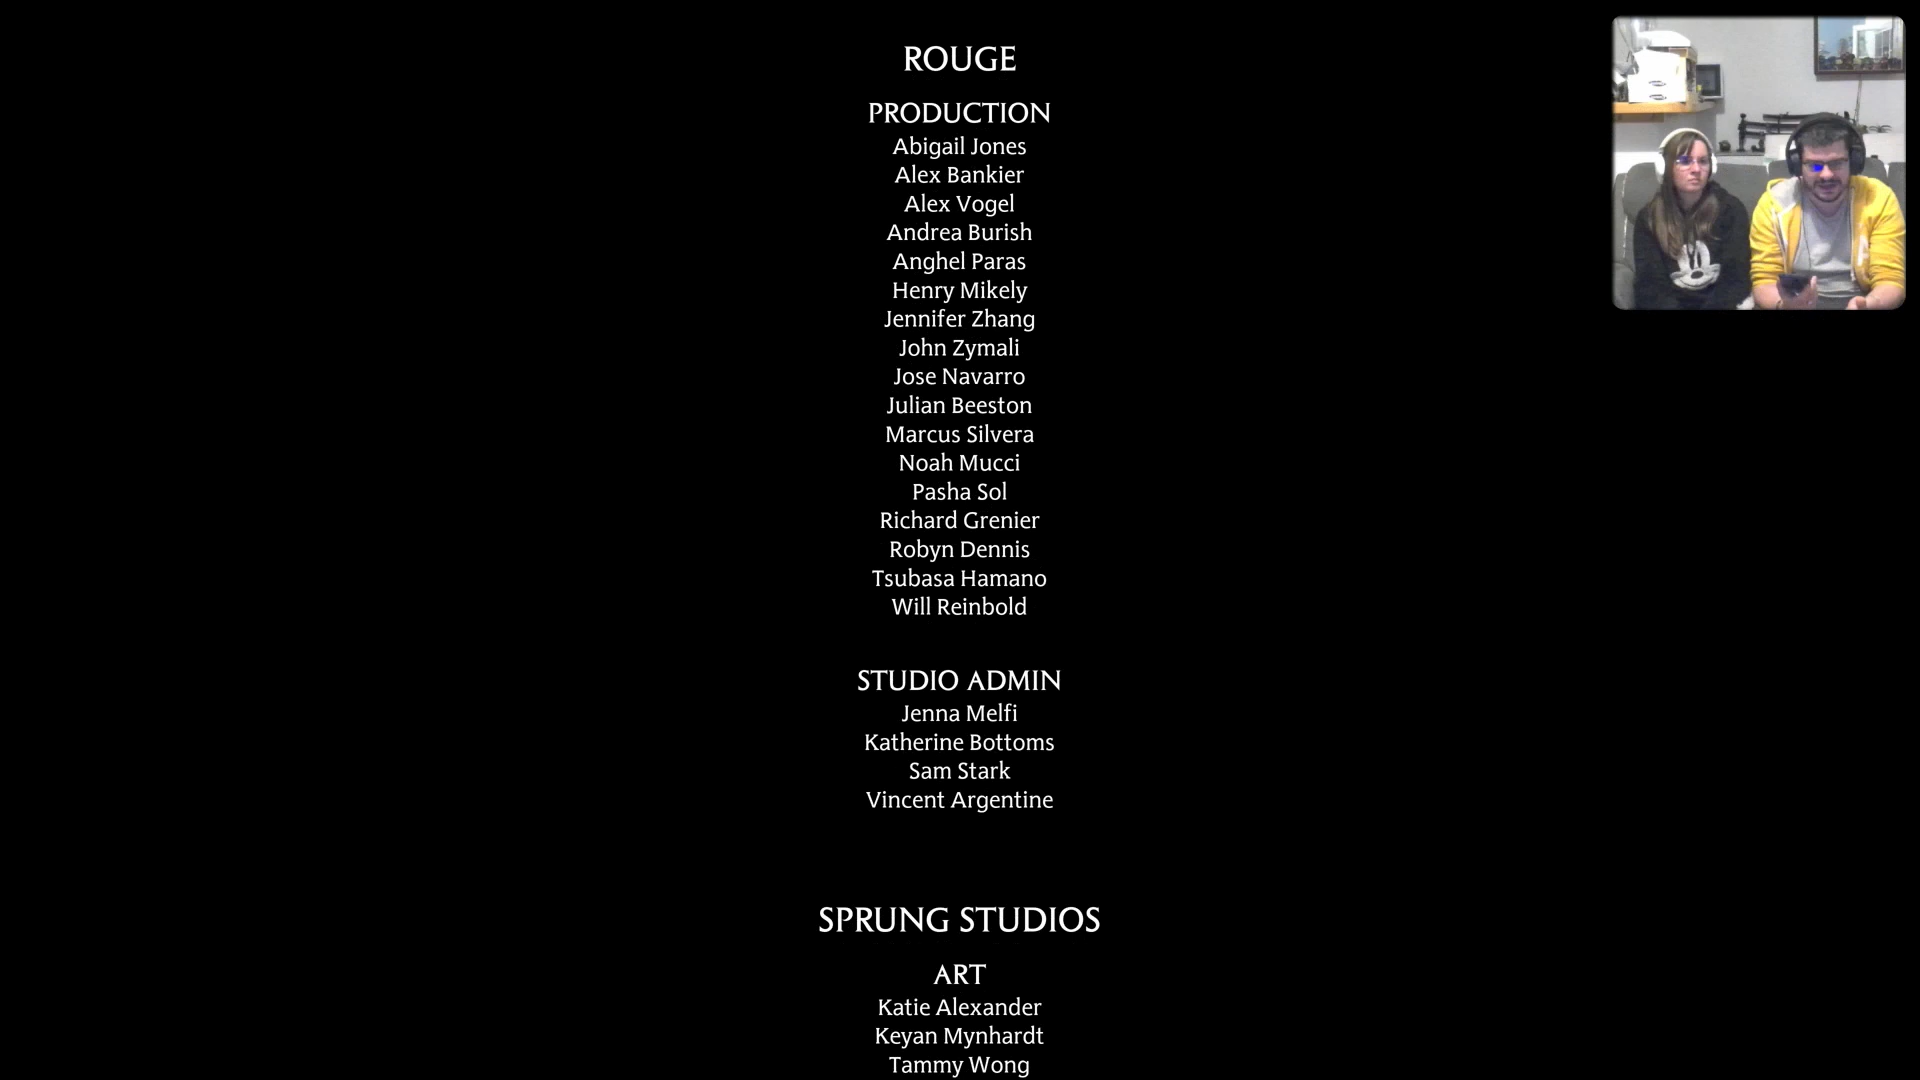 ROUGE
PRODUCTION
Abigail Jones
Alex Bankier
Alex Vogel
Andrea Burish
Anghel Paras
Henry Mikely
Jennifer Zhang
John Zymali
Jose Navarro
Julian Beeston
Marcus Silvera
Noah Mucci
Pasha Sol
Richard Grenier
Robyn Dennis
Tsubasa Hamano
Will Reinbold
STUDIO ADMIN
Jenna Melfi
Katherine Bottoms
Sam Stark
Vincent Argentine
SPRUNG STUDIOS
ART
Katie Alexander
Keyan Mynhardt
Tammy Wong